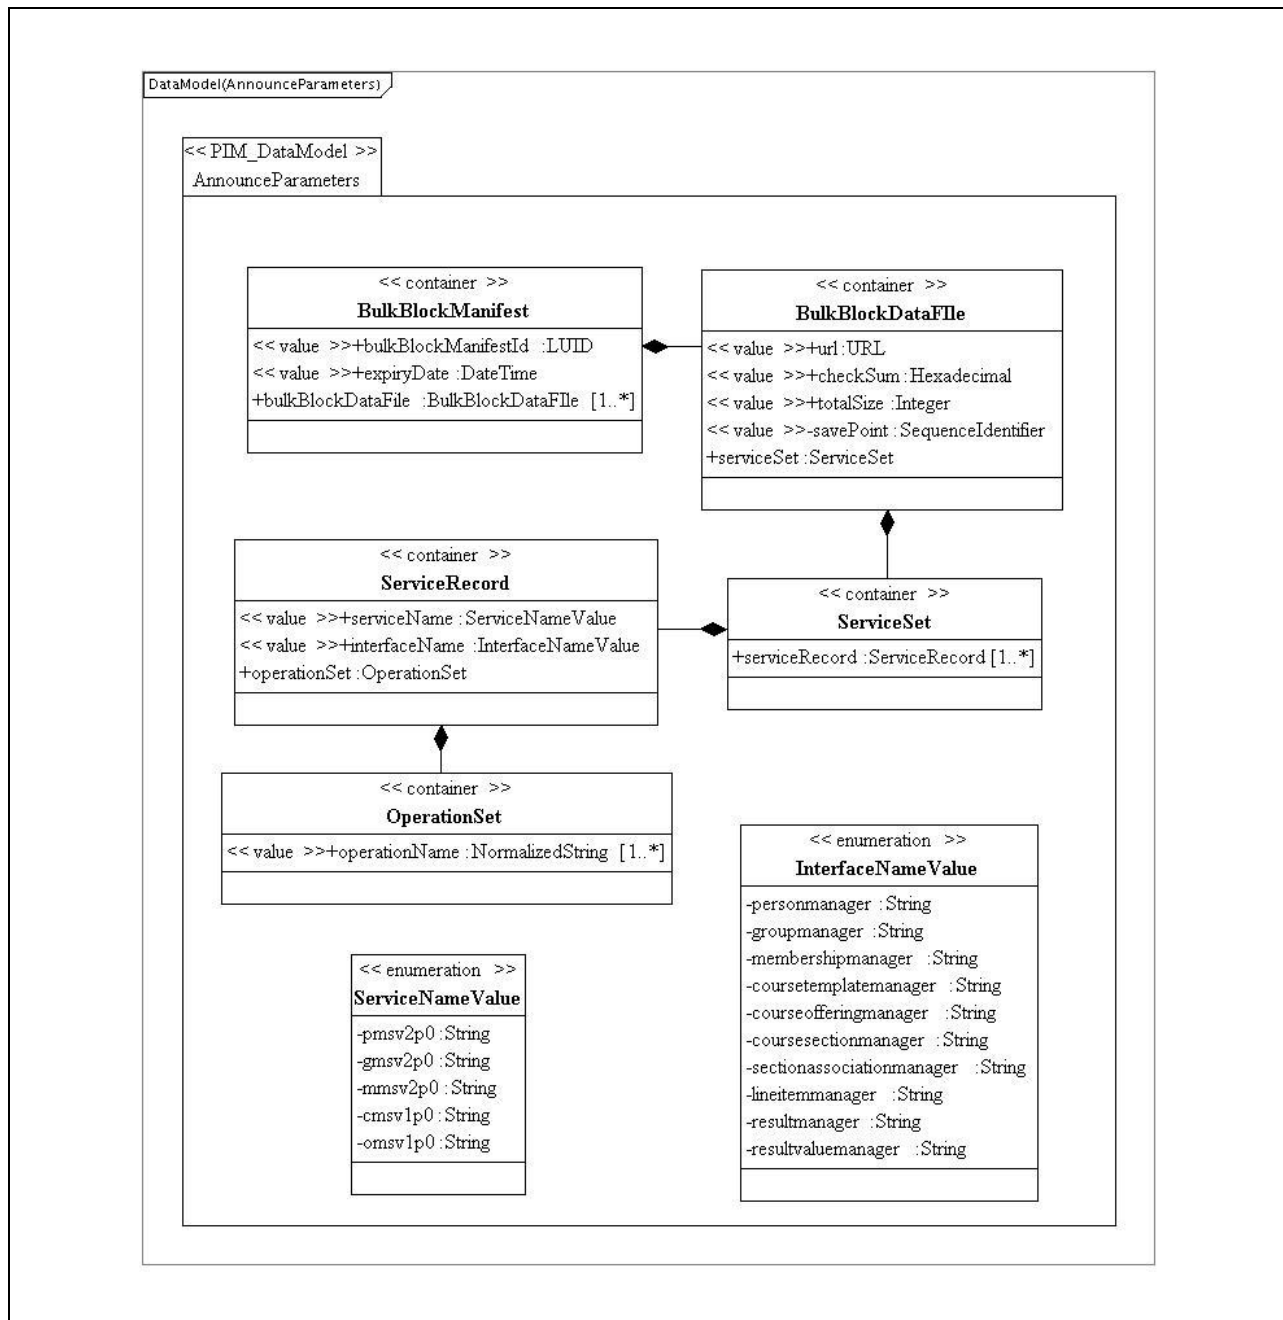 DataModel(AnnounceParameters)
<< PIM_DataModel >>
AnnounceParameters
<< container >>
BulkBlockManifest
<< value >>+bulkBlockManifestId :LUID
<< value >>+expiryDate :DateTime
+bulkBlockDataFile :BulkBlockDataFIle [1..*]
<< container >>
BulkBlockDataFIle
<< value >>+url :URL
<< value >>+checkSum :Hexadecimal
<< value >>+totalSize :Integer
<< value >>-savePoint :SequenceIdentifier
+serviceSet :ServiceSet
<< container >>
ServiceRecord
<< value >>+serviceName :ServiceNameValue
<< value >>+interfaceName :InterfaceNameValue
+operationSet :OperationSet
<< container >>
ServiceSet
+serviceRecord :ServiceRecord [1..*]
<< container >>
OperationSet
<< value >>+operationName :NormalizedString [1..*]
<< enumeration >>
InterfaceNameValue
-personmanager :String
-groupmanager :String
-membershipmanager :String
-coursetemplatemanager :String
-courseofferingmanager :String
-coursesectionmanager :String
-sectionassociationmanager :String
-lineitemmanager :String
-resultmanager :String
-resultvaluemanager :String
<< enumeration >>
ServiceNameValue
-pmsv2p0 :String
-gmsv2p0 :String
-mmsv2p0 :String
-cmsv1p0 :String
-omsv1p0 :String